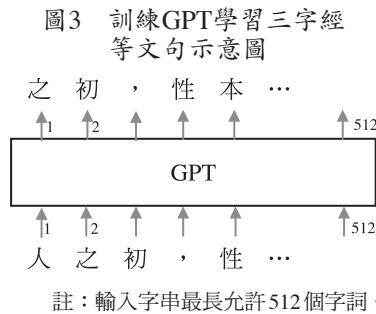 圖3 訓練GPT學習三字經
等文句示意圖
之 初 , 性 本 …
1 2 512
GPT
1 2 512
人 之 初 , 性 …
註:輸入字串最長允許512個字詞。